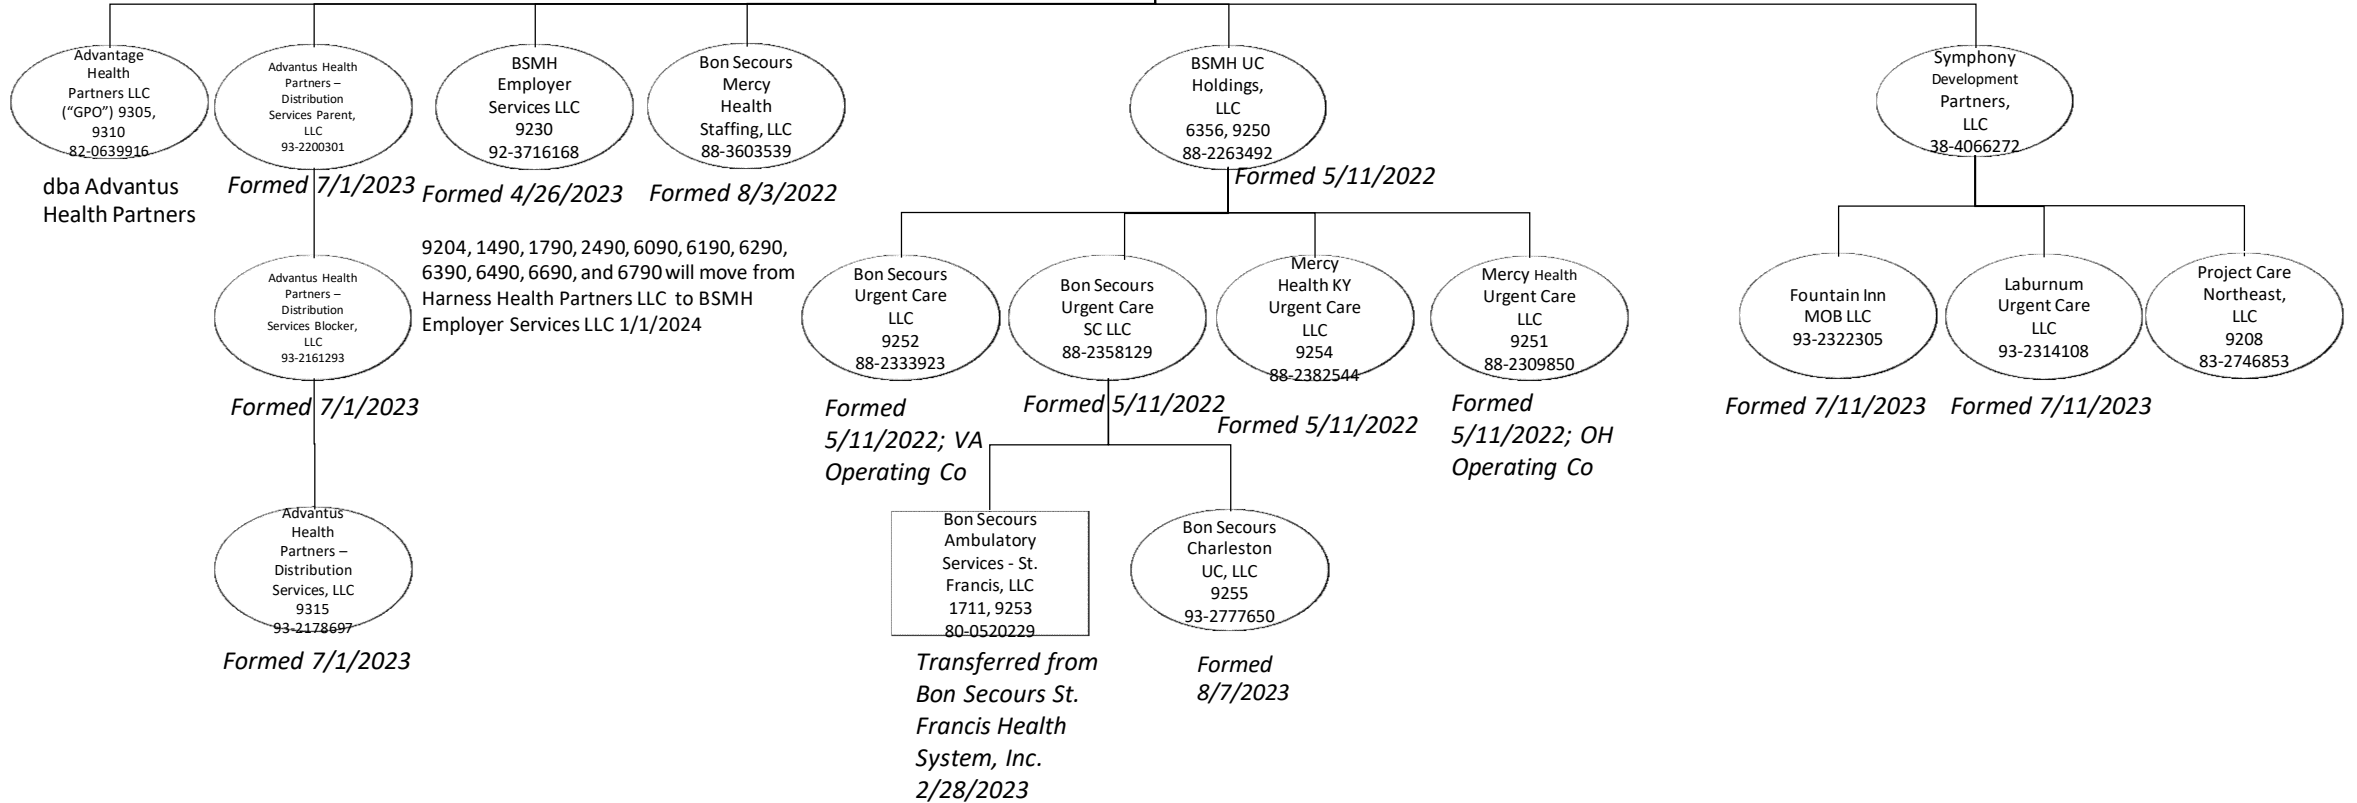 Advantage
Health
Partners LLC
(“GPO”) 9305,
9310
82-0639916
dba Advantus
Health Partners
Advantus Health
Partners –
Distribution
Services Parent,
LLC
93-2200301
Formed 7/1/2023
BSMH
Employer
Services LLC
9230
92-3716168
Formed 4/26/2023
Bon Secours
Mercy
Health
Staffing, LLC
88-3603539
Formed 8/3/2022
BSMH UC
Holdings,
LLC
6356, 9250
88-2263492
Formed 5/11/2022
Symphony
Development
Partners,
LLC
38-4066272
9204, 1490, 1790, 2490, 6090, 6190, 6290,
6390, 6490, 6690, and 6790 will move from
Harness Health Partners LLC to BSMH
Employer Services LLC 1/1/2024
Advantus Health
Partners –
Distribution
Services Blocker,
LLC
93-2161293
Formed 7/1/2023
Bon Secours
Urgent Care
LLC
9252
88-2333923
Formed
5/11/2022; VA
Operating Co
Bon Secours
Urgent Care
SC LLC
88-2358129
Formed 5/11/2022
Mercy
Health KY
Urgent Care
LLC
9254
88-2382544
Formed 5/11/2022
Mercy Health
Urgent Care
LLC
9251
88-2309850
Formed
5/11/2022; OH
Operating Co
Fountain Inn
MOB LLC
93-2322305
Formed 7/11/2023
Laburnum
Urgent Care
LLC
93-2314108
Formed 7/11/2023
Project Care
Northeast,
LLC
9208
83-2746853
Advantus
Health
Partners –
Distribution
Services, LLC
9315
93-2178697
Formed 7/1/2023
Bon Secours
Ambulatory
Services - St.
Francis, LLC
1711, 9253
80-0520229
Transferred from
Bon Secours St.
Francis Health
System, Inc.
2/28/2023
Bon Secours
Charleston
UC, LLC
9255
93-2777650
Formed
8/7/2023